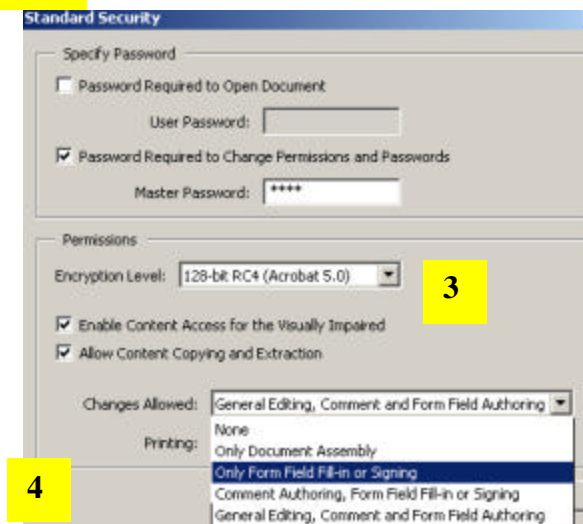 Standard Security
Specify Password
Password Required to Open Document
User Password:
Password Required to Change Permissions and Passwords
Master Password: ****
Permissions
Encryption Level: 128-bit RC4 (Acrobat 5.0)
3
Enable Content Access for the Visually Impaired
Allow Content Copying and Extraction
Changes Allowed: General Editing, Comment and Form Field Authoring
None
Printing:
Only Document Assembly
Only Form Field Fill-in or Signing
4
Comment Authoring, Form Field Fill-in or Signing
General Editing, Comment and Form Field Authoring